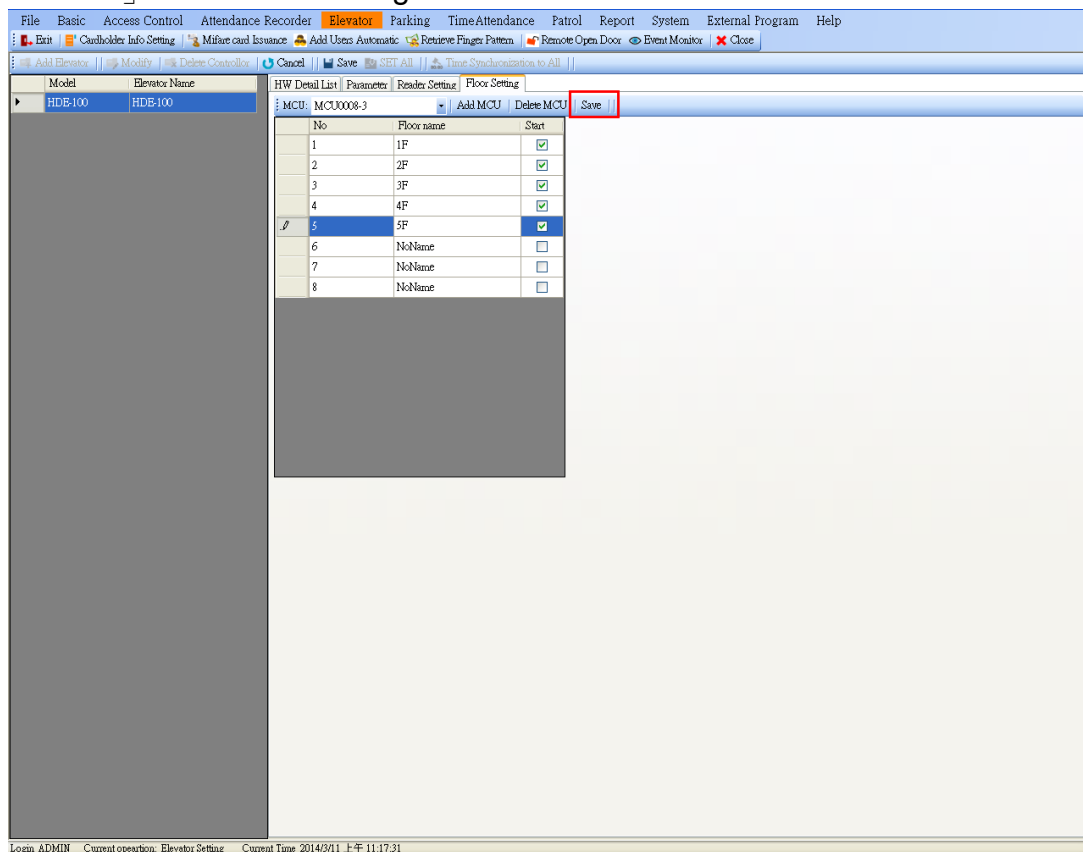 File Basic Access Control Attendance Recorder Elevator Parking TimeAttendance Patrol Report System External Program Help
Exit Cardholder Info Setting Mifare card Issuance Add Users Automatic Retrieve Finger Pattern Remote Open Door Event Monitor Close
Add Elevator Modify Delete Controllor Cancel Save SET All Time Synchronization to All
Model Elevator Name
HDE-100 HDE-100
HW Detail List Parameter Reader Setting Floor Setting
MCU: MCU0008-3 Add MCU Delete MCU Save
No Floor name Start
1 1F
2 2F
3 3F
4 4F
5 5F
6 NoName
7 NoName
8 NoName
Login ADMIN Current opeartion: Elevator Setting Current Time 2014/3/11 上午 11:17:31